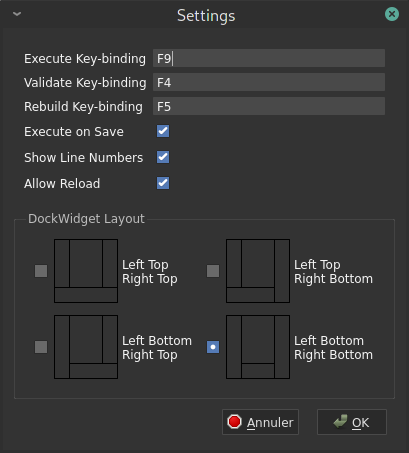 Settings
Execute Key-binding F9
Validate Key-binding F4
Rebuild Key-binding F5
Execute on Save
Show Line Numbers
Allow Reload
DockWidget Layout
Left Top
Right Top
Left Top
Right Bottom
Left Bottom
Right Top
Left Bottom
Right Bottom
Annuler OK